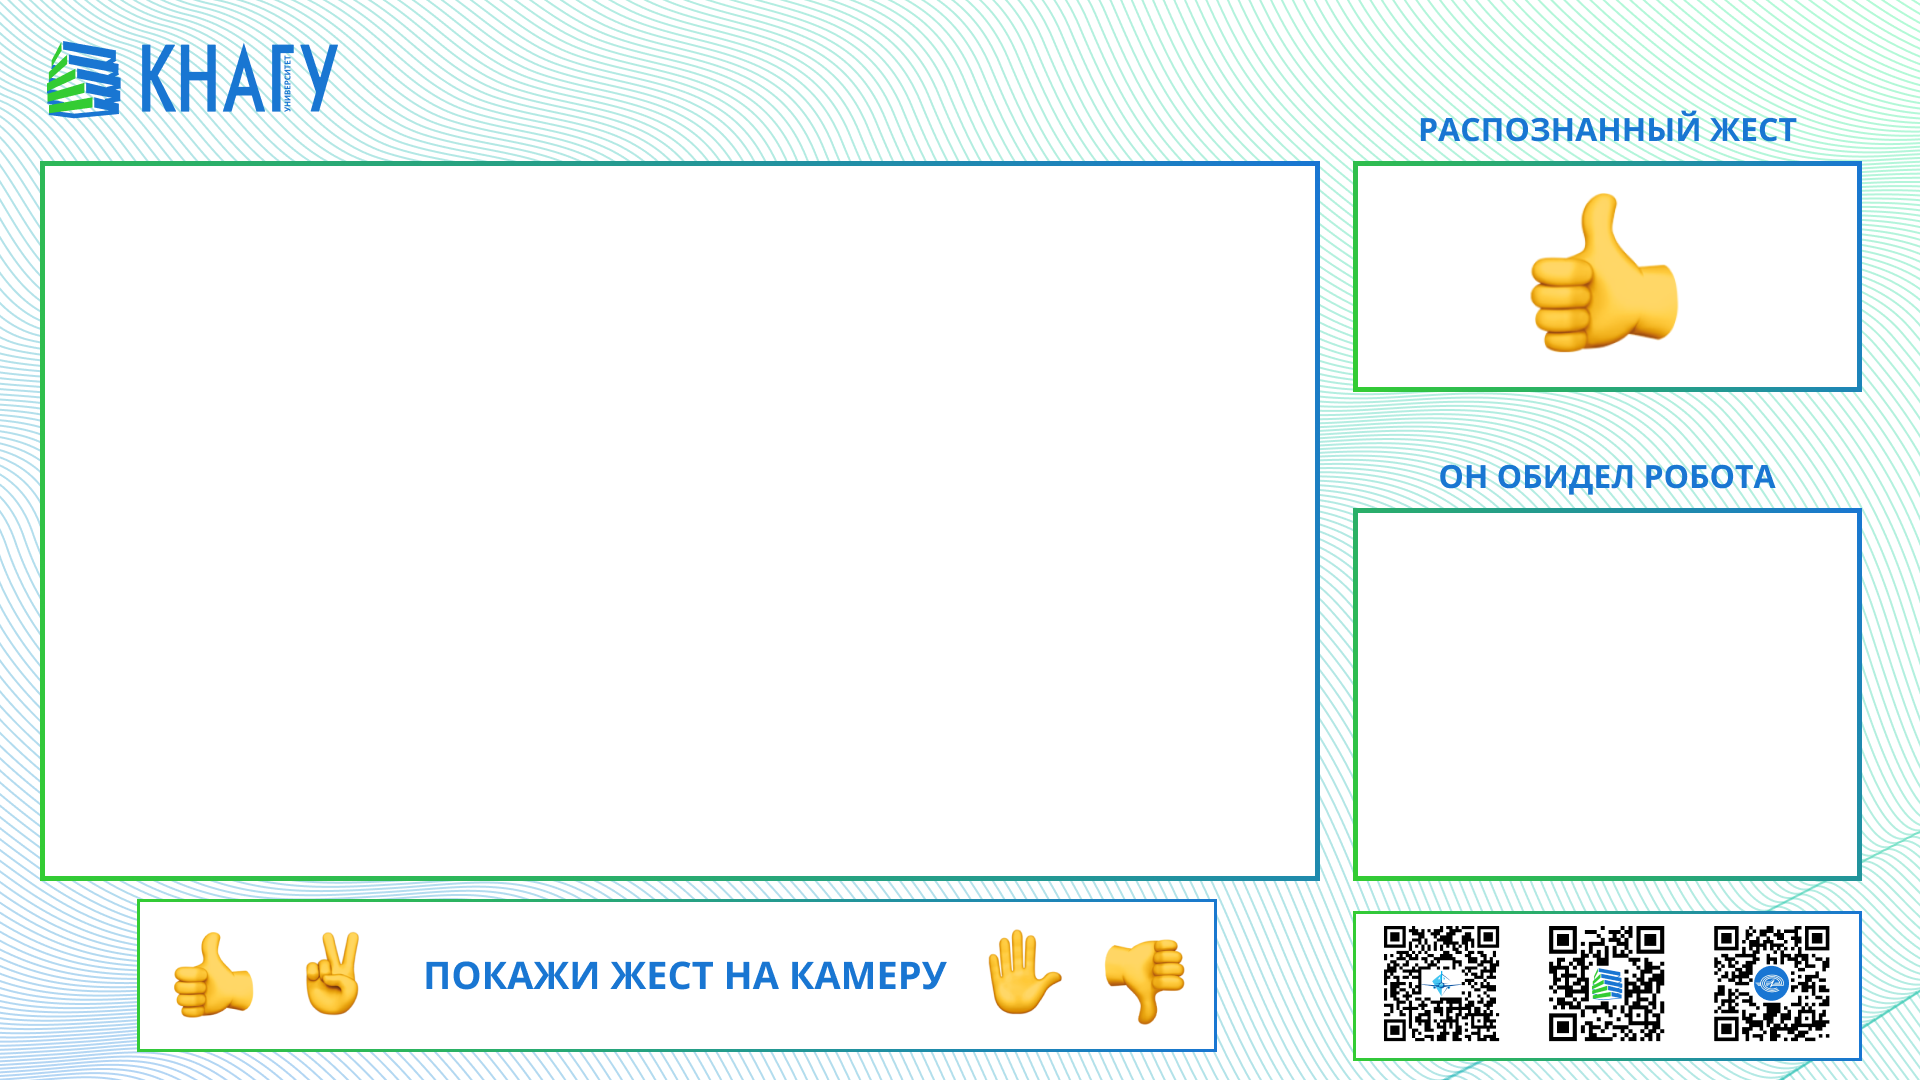 КНАГУ
УНИВЕРСИТЕТ
РАСПОЗНАННЫЙ ЖЕСТ
ОН ОБИДЕЛ РОБОТА
ПОКАЖИ ЖЕСТ НА КАМЕРУ